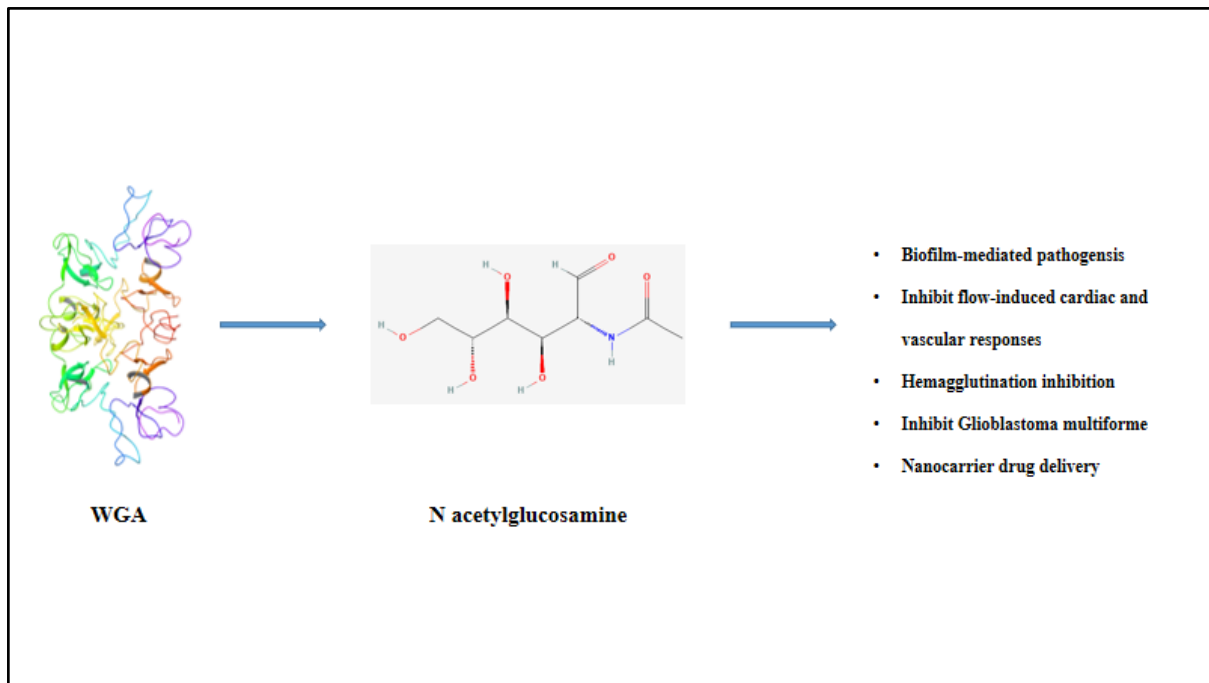 WGA
N acetylglucosamine
H
O
O
H
O
H
O
N
H
O
H
O
H
O
H
• Biofilm-mediated pathogensis
• Inhibit flow-induced cardiac and
vascular responses
• Hemagglutination inhibition
• Inhibit Glioblastoma multiforme
• Nanocarrier drug delivery